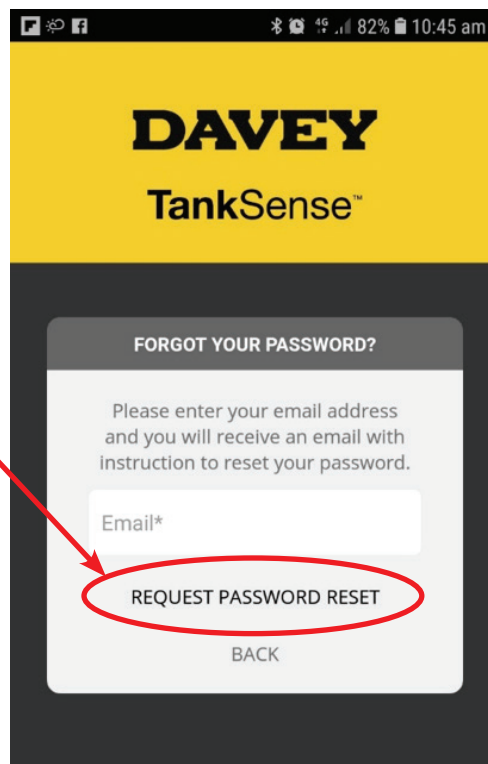 4G 82% 10:45 am
DAVEY
TankSense™
FORGOT YOUR PASSWORD?
Please enter your email address
and you will receive an email with
instruction to reset your password.
Email*
REQUEST PASSWORD RESET
BACK